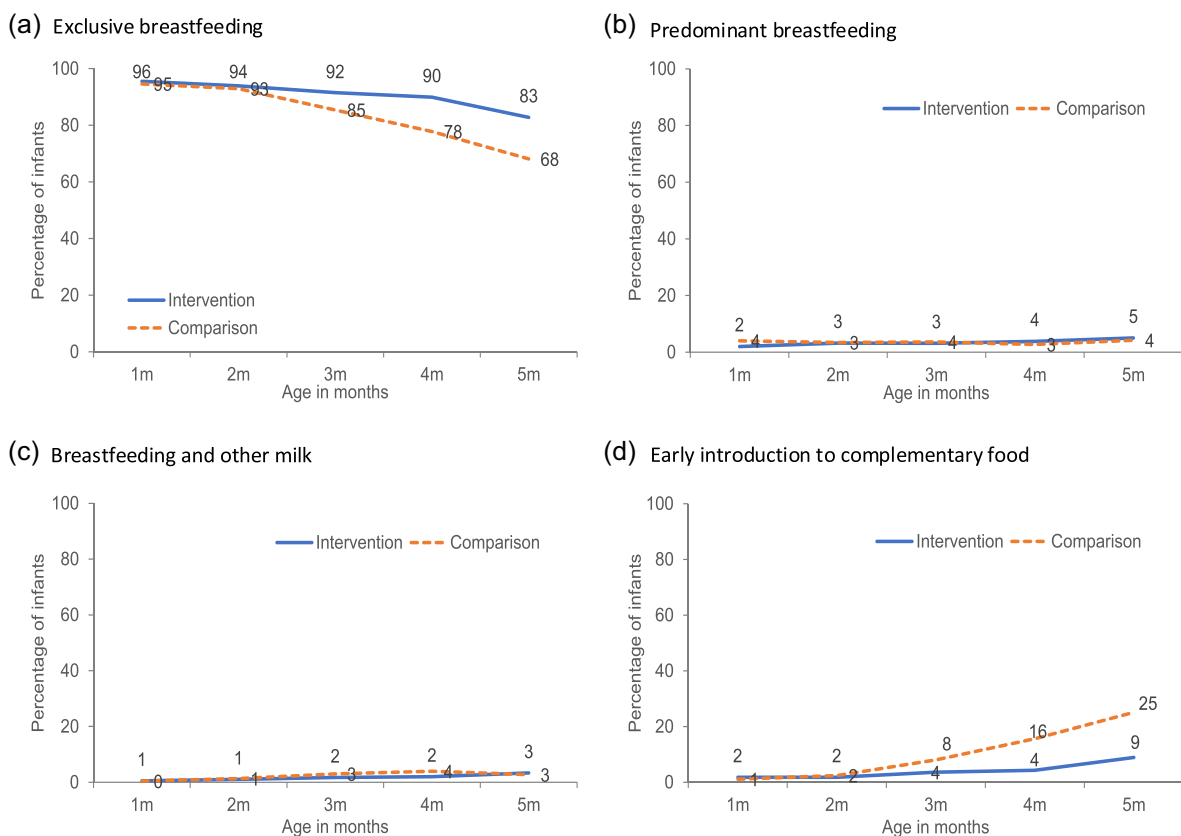 (a) Exclusive breastfeeding
100
80
60
40
20
0
Percentage of infants
96 94 92 90 83
95 93 85 78 68
Intervention
Comparison
1m 2m 3m 4m 5m
Age in months
(b) Predominant breastfeeding
100
80
60
40
20
0
Percentage of infants
Intervention Comparison
2 3 3 4 5
4 3 4 3 4
1m 2m 3m 4m 5m
Age in months
(c) Breastfeeding and other milk
100
80
60
40
20
0
Percentage of infants
Intervention Comparison
1 1 2 2 3
0 1 3 4 3
1m 2m 3m 4m 5m
Age in months
(d) Early introduction to complementary food
100
80
60
40
20
0
Percentage of infants
Intervention Comparison
2 2 8 16 25
1 2 4 4 9
1m 2m 3m 4m 5m
Age in months